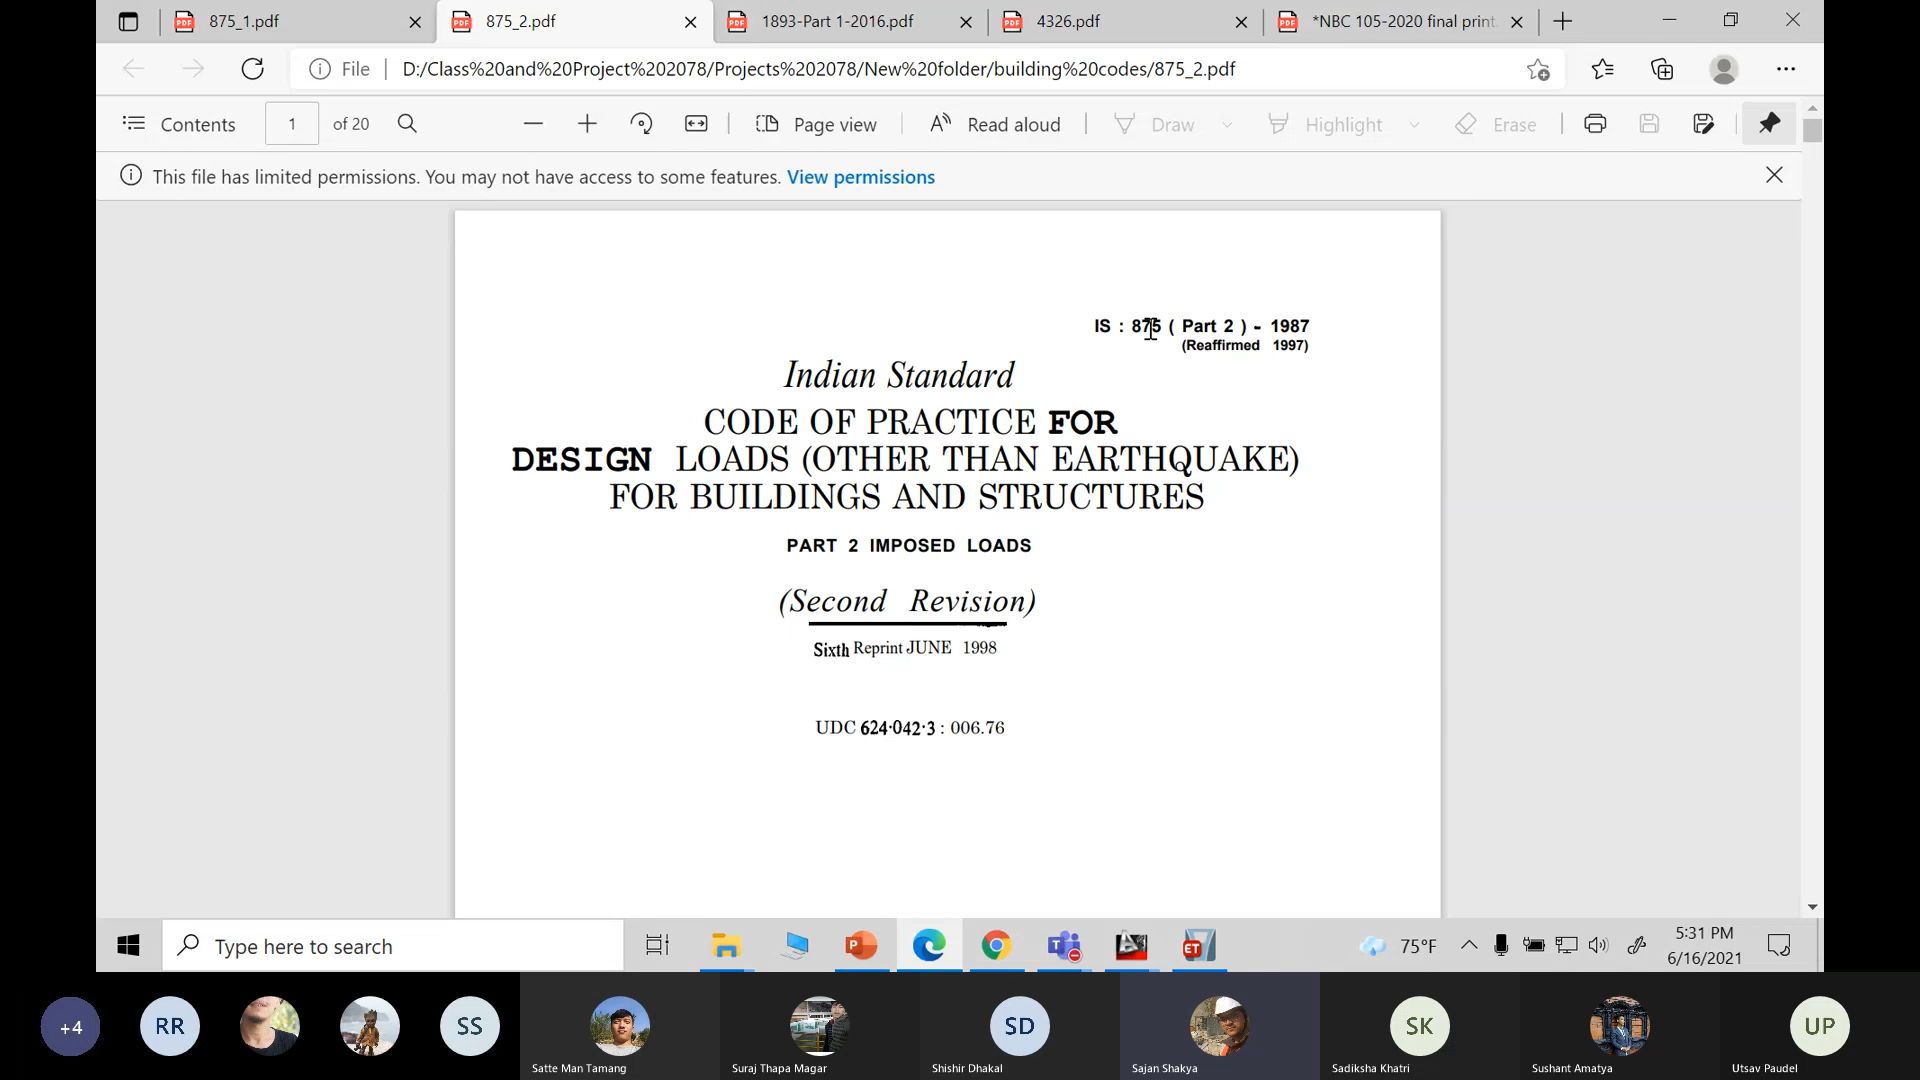 875_1.pdf
875_2.pdf
1893-Part 1-2016.pdf
4326.pdf
*NBC 105-2020 final print.
File
D:/Class%20and%20Project%202078/Projects%202078/New%20folder/building%20codes/875_2.pdf
Contents
1 of 20
Page view
Read aloud
Draw
Highlight
Erase
This file has limited permissions. You may not have access to some features. View permissions
IS : 875 ( Part 2 ) - 1987
(Reaffirmed 1997)
Indian Standard
CODE OF PRACTICE FOR
DESIGN LOADS (OTHER THAN EARTHQUAKE)
FOR BUILDINGS AND STRUCTURES
PART 2 IMPOSED LOADS
(Second Revision)
Sixth Reprint JUNE 1998
UDC 624·042·3 : 006.76
Type here to search
75°F
5:31 PM
6/16/2021
+4
RR
SS
SD
SK
UP
Satte Man Tamang
Suraj Thapa Magar
Shishir Dhakal
Sajan Shakya
Sadiksha Khatri
Sushant Amatya
Utsav Paudel